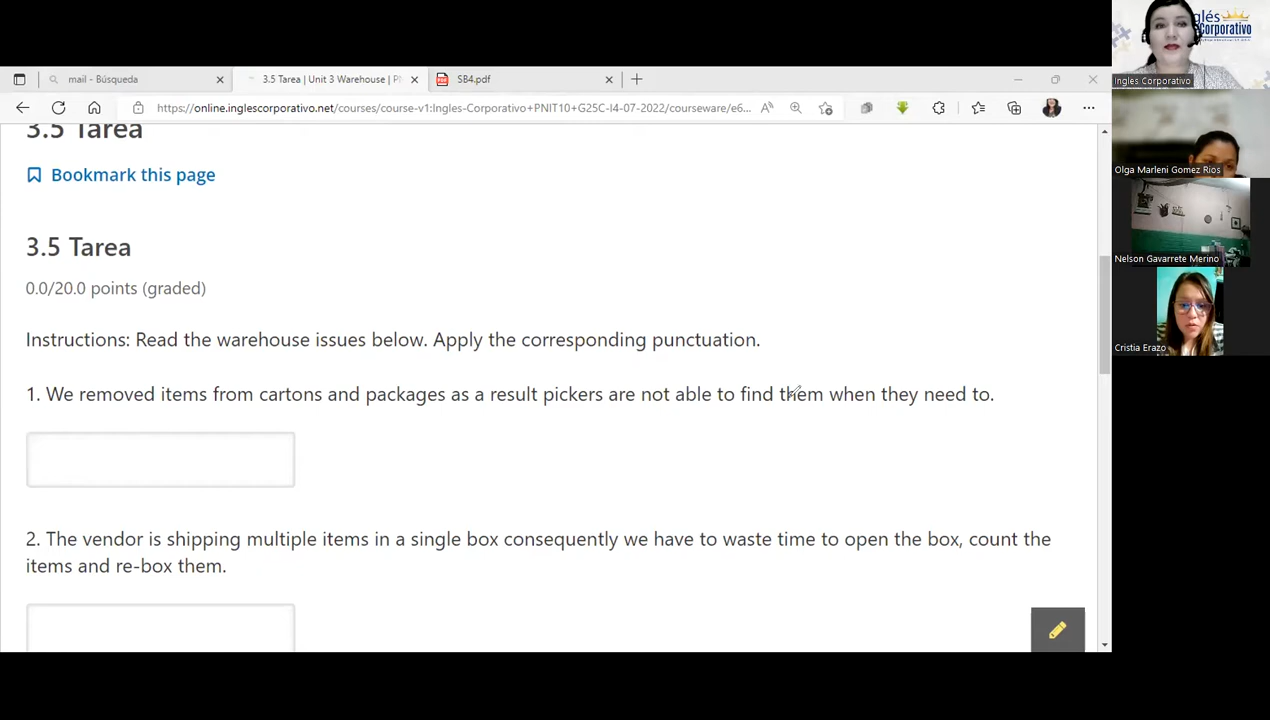 glés
Corporativo
Ingles Corporativo
mail - Búsqueda
3.5 Tarea | Unit 3 Warehouse | P
SB4.pdf
https://online.inglescorporativo.net/courses/course-v1:Ingles-Corporativo+PNIT10+G25C-I4-07-2022/courseware/e6...
3.5 Tarea
Bookmark this page
Olga Marleni Gomez Rios
3.5 Tarea
Nelson Gavarrete Merino
0.0/20.0 points (graded)
Instructions: Read the warehouse issues below. Apply the corresponding punctuation.
Cristia Erazo
1. We removed items from cartons and packages as a result pickers are not able to find them when they need to.
2. The vendor is shipping multiple items in a single box consequently we have to waste time to open the box, count the
items and re-box them.